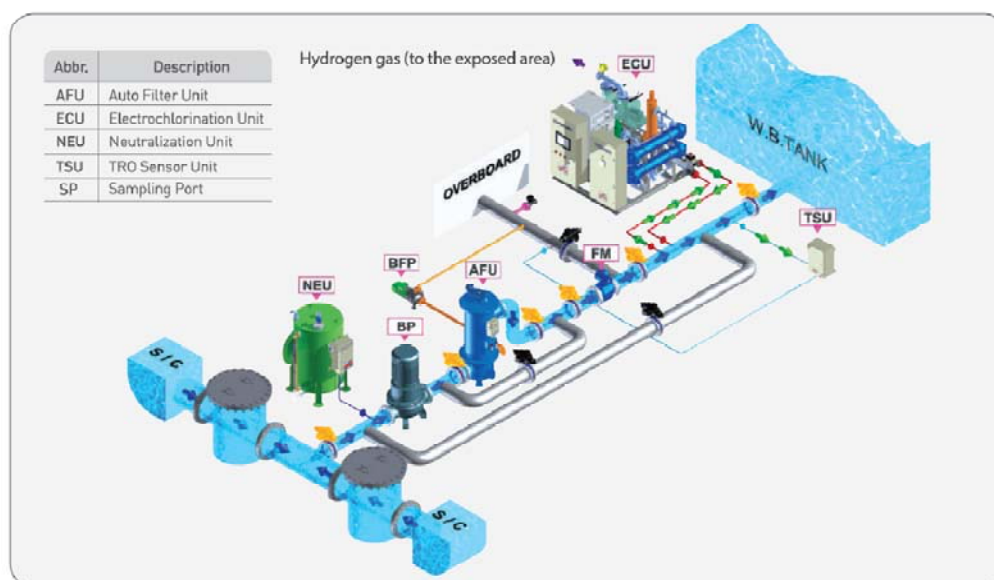 Abbr. Description
AFU Auto Filter Unit
ECU Electrochlorination Unit
NEU Neutralization Unit
TSU TRO Sensor Unit
SP Sampling Port
Hydrogen gas (to the exposed area)
ECU
W.B.TANK
OVERBOARD
TSU
BFP
AFU
FM
NEU
BP
S/C
S/C